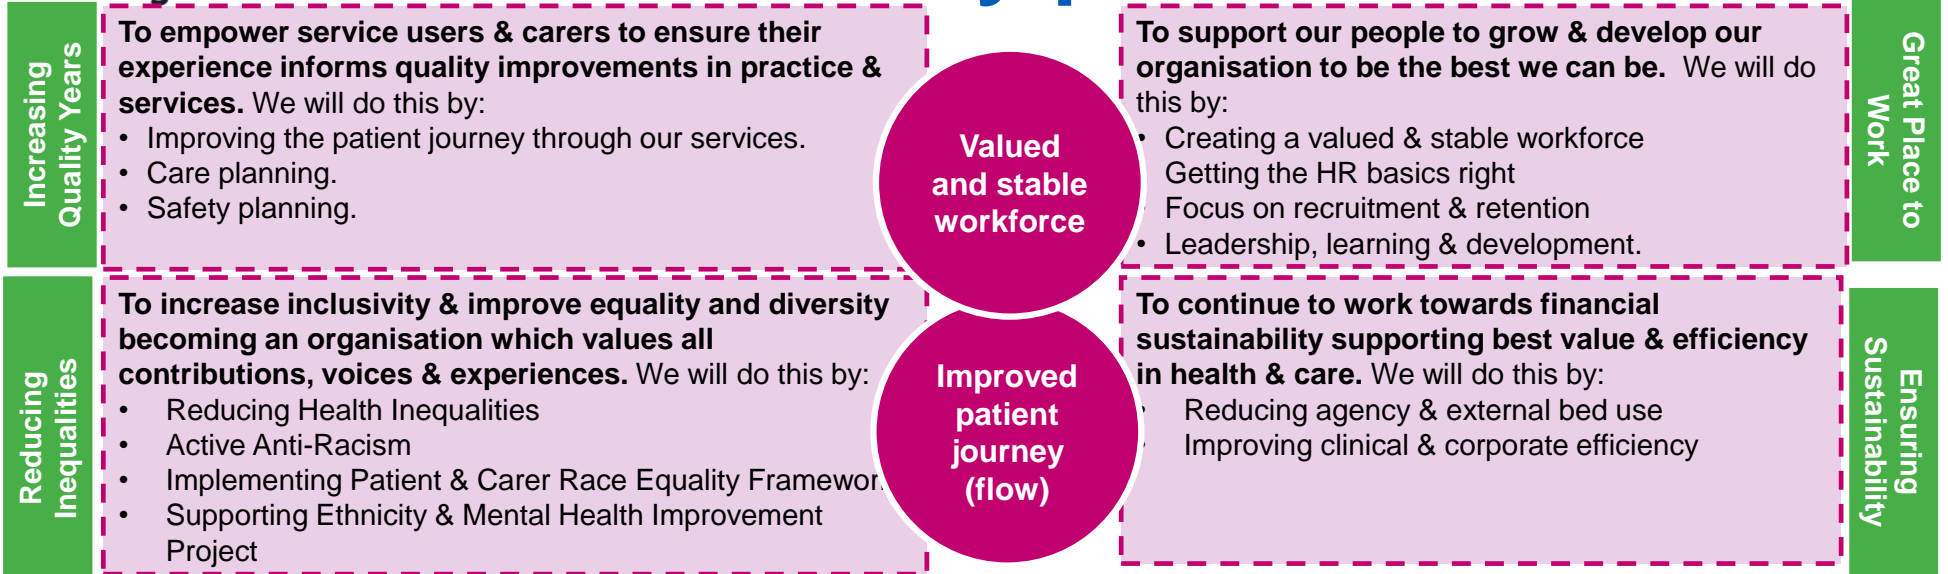 Increasing
Quality Years
To empower service users & carers to ensure their
experience informs quality improvements in practice &
services. We will do this by:
• Improving the patient journey through our services.
• Care planning.
• Safety planning.
Valued
and stable
workforce
To support our people to grow & develop our
organisation to be the best we can be. We will do
this by:
• Creating a valued & stable workforce
Getting the HR basics right
Focus on recruitment & retention
• Leadership, learning & development.
Great Place to
Work
Reducing
Inequalities
To increase inclusivity & improve equality and diversity
becoming an organisation which values all
contributions, voices & experiences. We will do this by:
• Reducing Health Inequalities
• Active Anti-Racism
• Implementing Patient & Carer Race Equality Framewor
• Supporting Ethnicity & Mental Health Improvement
Project
Improved
patient
journey
(flow)
To continue to work towards financial
sustainability supporting best value & efficiency
in health & care. We will do this by:
Reducing agency & external bed use
Improving clinical & corporate efficiency
Ensuring
Sustainability